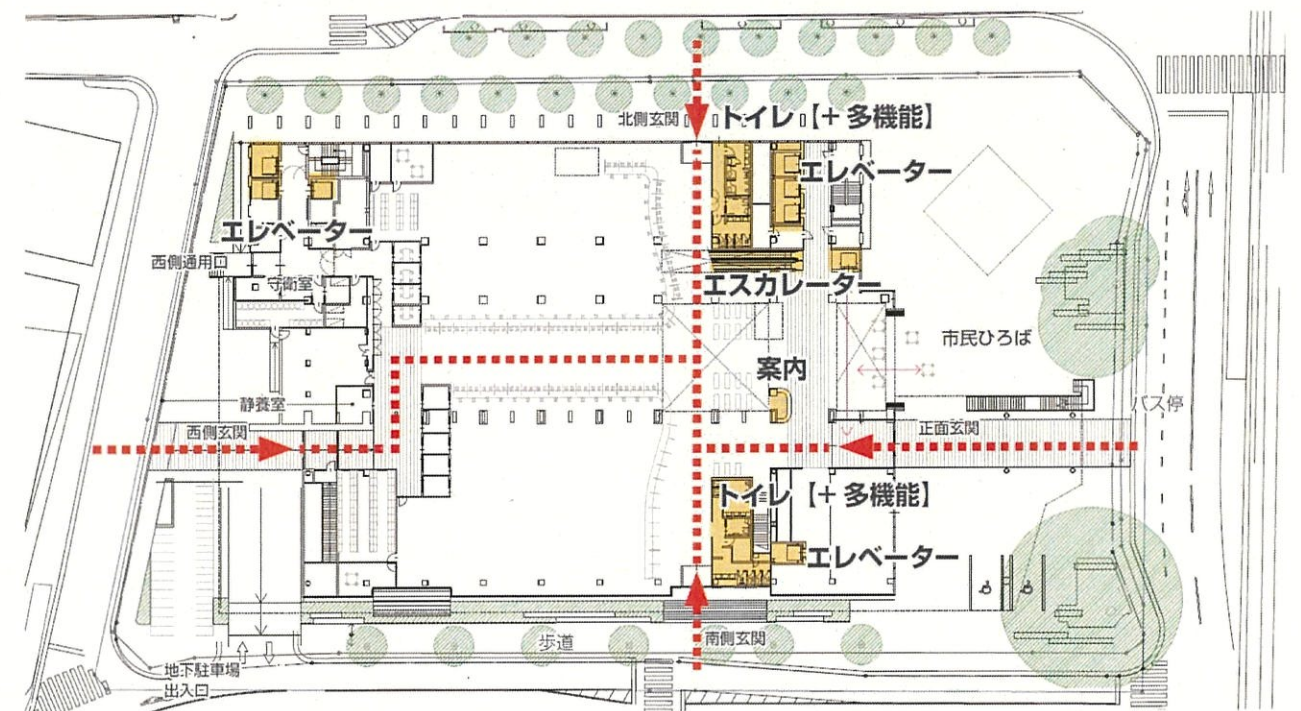 北側玄関
トイレ【+多機能】
エレベーター
エレベーター
西側通用口
守衛室
エスカレーター
市民ひろば
案内
静養室
バス停
西側玄関
正面玄関
トイレ【+多機能】
エレベーター
歩道
南側玄関
地下駐車場
出入口